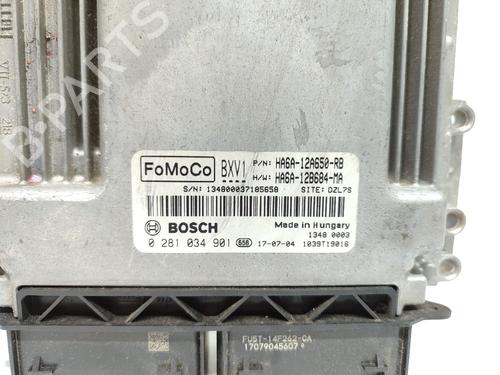 FoMoCo BXV1 P/N: HA6A-12A650-RB
H/W: HA6A-12B684-MA
S/N: 134800037185658 SITE: DZL7S
BOSCH Made in Hungary
1348 0003
0 281 034 901 656 17-07-04 1039T19016
FU5T-14F262-CA
17079045607